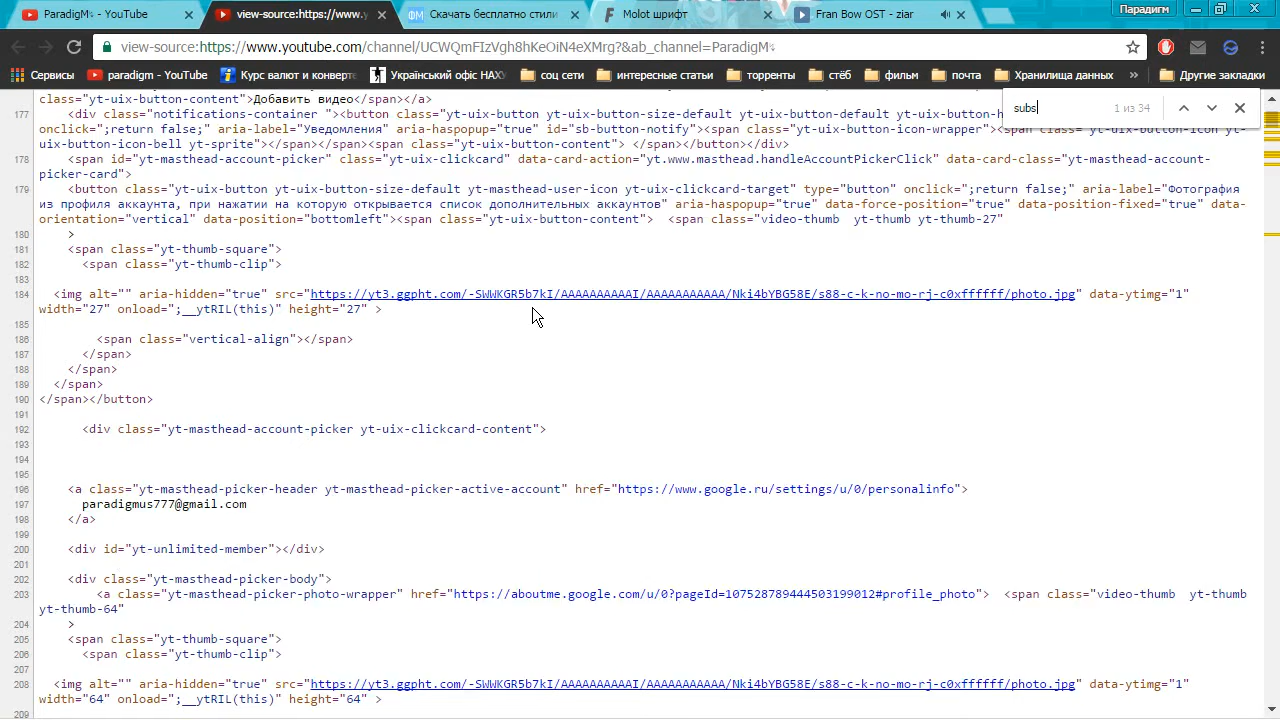 ParadigM⳽ - YouTube
view-source:https://www.y
Скачать бесплатно стили
Molot шрифт
Fran Bow OST - ziar
Парадигм
view-source:https://www.youtube.com/channel/UCWQmFIzVgh8hKeOiN4eXMrg?&ab_channel=ParadigM
Сервисы
paradigm - YouTube
Курс валют и конверте
Український офіс НАХУ
соц сети
интересные статьи
торренты
стёб
фильм
почта
Хранилища данных
»
Другие закладки
subs
1 из 34
class="yt-uix-button-content">Добавить видео</span></a>
177 <div class="notifications-container "><button class="yt-uix-button yt-uix-button-size-default yt-uix-button-default yt-uix-button-h
onclick=";return false;" aria-label="Уведомления" aria-haspopup="true" id="sb-button-notify"><span class="yt-uix-button-icon-wrapper"><span class="yt-uix-button-icon yt-
uix-button-icon-bell yt-sprite"></span></span><span class="yt-uix-button-content"> </span></button></div>
178 <span id="yt-masthead-account-picker" class="yt-uix-clickcard" data-card-action="yt.www.masthead.handleAccountPickerClick" data-card-class="yt-masthead-account-
picker-card">
179 <button class="yt-uix-button yt-uix-button-size-default yt-masthead-user-icon yt-uix-clickcard-target" type="button" onclick=";return false;" aria-label="Фотография
из профиля аккаунта, при нажатии на которую открывается список дополнительных аккаунтов" aria-haspopup="true" data-force-position="true" data-position-fixed="true" data-
orientation="vertical" data-position="bottomleft"><span class="yt-uix-button-content">  <span class="video-thumb  yt-thumb yt-thumb-27"
180 >
181 <span class="yt-thumb-square">
182 <span class="yt-thumb-clip">
183
184 <img alt="" aria-hidden="true" src="https://yt3.ggpht.com/-SWWKGR5b7kI/AAAAAAAAAAI/AAAAAAAAAAA/Nki4bYBG58E/s88-c-k-no-mo-rj-c0xffffff/photo.jpg" data-ytimg="1"
width="27" onload=";__ytRIL(this)" height="27" >
185
186 <span class="vertical-align"></span>
187 </span>
188 </span>
189 </span>
190 </span></button>
191
192 <div class="yt-masthead-account-picker yt-uix-clickcard-content">
193
194
195
196 <a class="yt-masthead-picker-header yt-masthead-picker-active-account" href="https://www.google.ru/settings/u/0/personalinfo">
197 paradigmus777@gmail.com
198 </a>
199
200 <div id="yt-unlimited-member"></div>
201
202 <div class="yt-masthead-picker-body">
203 <a class="yt-masthead-picker-photo-wrapper" href="https://aboutme.google.com/u/0?pageId=107528789444503199012#profile_photo">  <span class="video-thumb  yt-thumb
yt-thumb-64"
204 >
205 <span class="yt-thumb-square">
206 <span class="yt-thumb-clip">
207
208 <img alt="" aria-hidden="true" src="https://yt3.ggpht.com/-SWWKGR5b7kI/AAAAAAAAAAI/AAAAAAAAAAA/Nki4bYBG58E/s88-c-k-no-mo-rj-c0xffffff/photo.jpg" data-ytimg="1"
width="64" onload=";__ytRIL(this)" height="64" >
209